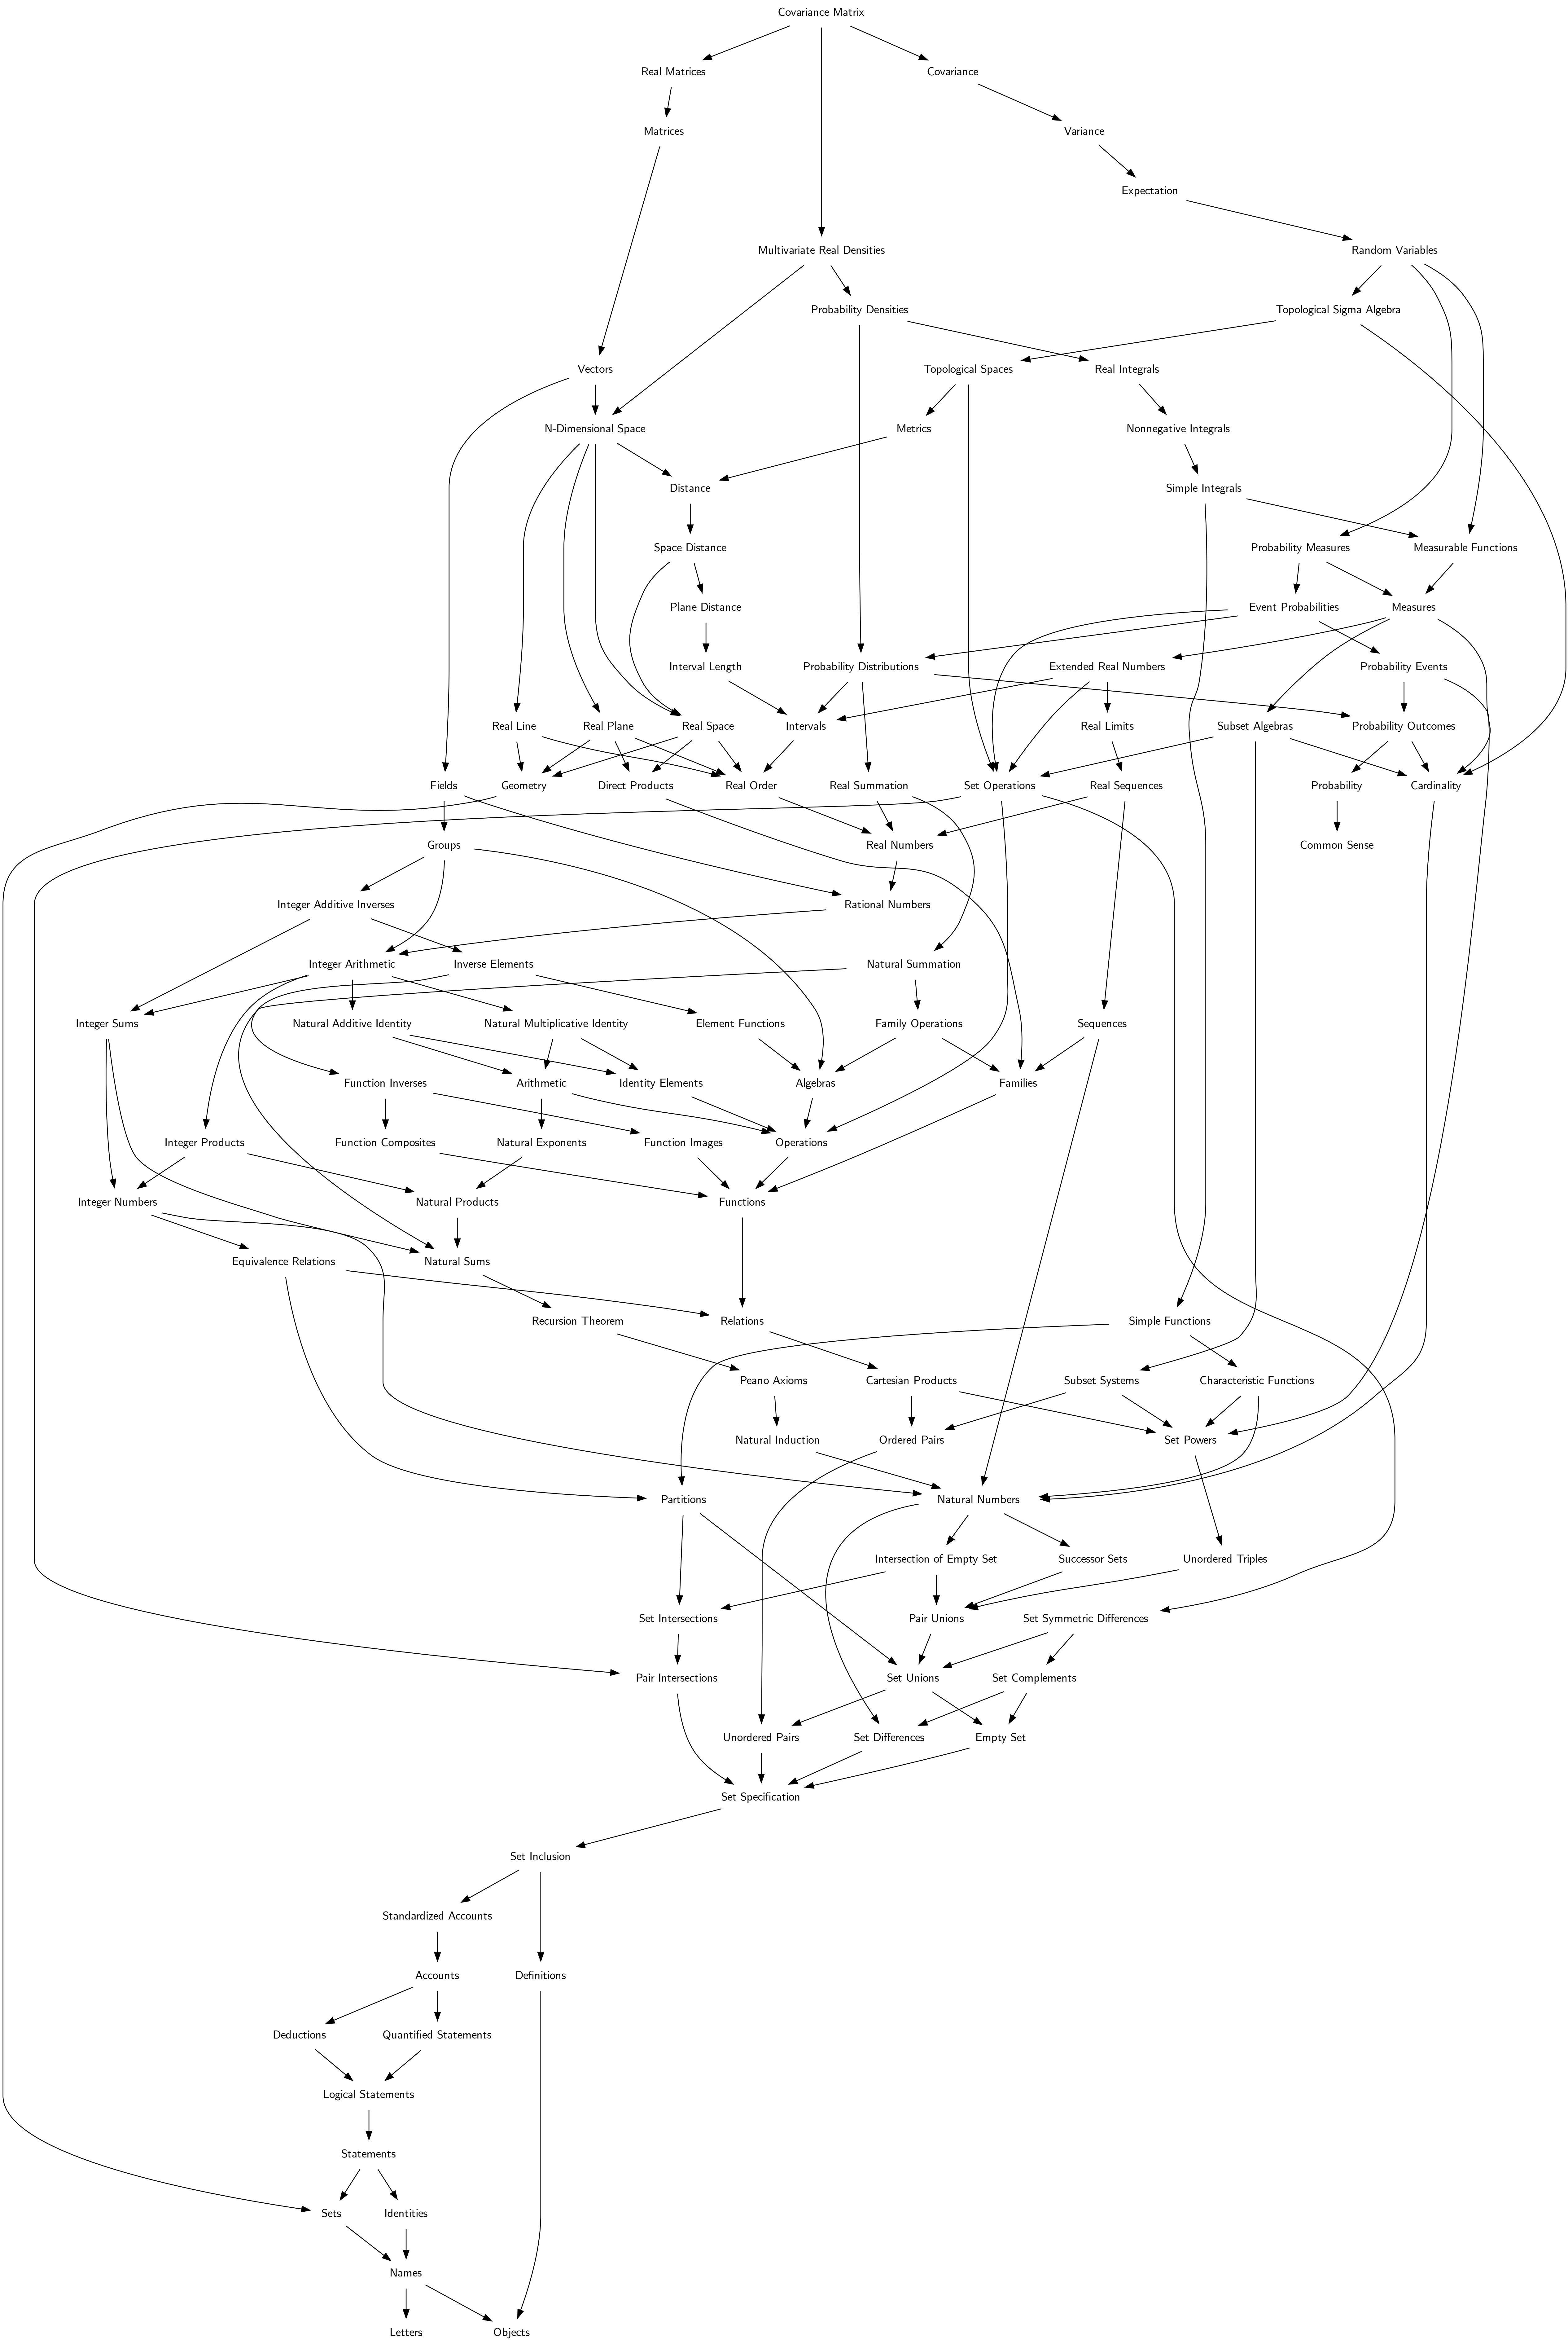 Covariance Matrix
Real Matrices
Covariance
Matrices
Variance
Expectation
Multivariate Real Densities
Random Variables
Probability Densities
Topological Sigma Algebra
Vectors
Topological Spaces
Real Integrals
N-Dimensional Space
Metrics
Nonnegative Integrals
Distance
Simple Integrals
Space Distance
Probability Measures
Measurable Functions
Plane Distance
Event Probabilities
Measures
Interval Length
Probability Distributions
Extended Real Numbers
Probability Events
Real Line
Real Plane
Real Space
Intervals
Real Limits
Subset Algebras
Probability Outcomes
Fields
Geometry
Direct Products
Real Order
Real Summation
Set Operations
Real Sequences
Probability
Cardinality
Groups
Real Numbers
Common Sense
Integer Additive Inverses
Rational Numbers
Integer Arithmetic
Inverse Elements
Natural Summation
Integer Sums
Natural Additive Identity
Natural Multiplicative Identity
Element Functions
Family Operations
Sequences
Function Inverses
Arithmetic
Identity Elements
Algebras
Families
Integer Products
Function Composites
Natural Exponents
Function Images
Operations
Integer Numbers
Natural Products
Functions
Equivalence Relations
Natural Sums
Recursion Theorem
Relations
Simple Functions
Peano Axioms
Cartesian Products
Subset Systems
Characteristic Functions
Natural Induction
Ordered Pairs
Set Powers
Partitions
Natural Numbers
Intersection of Empty Set
Successor Sets
Unordered Triples
Set Intersections
Pair Unions
Set Symmetric Differences
Pair Intersections
Set Unions
Set Complements
Unordered Pairs
Set Differences
Empty Set
Set Specification
Set Inclusion
Standardized Accounts
Accounts
Definitions
Deductions
Quantified Statements
Logical Statements
Statements
Sets
Identities
Names
Letters
Objects